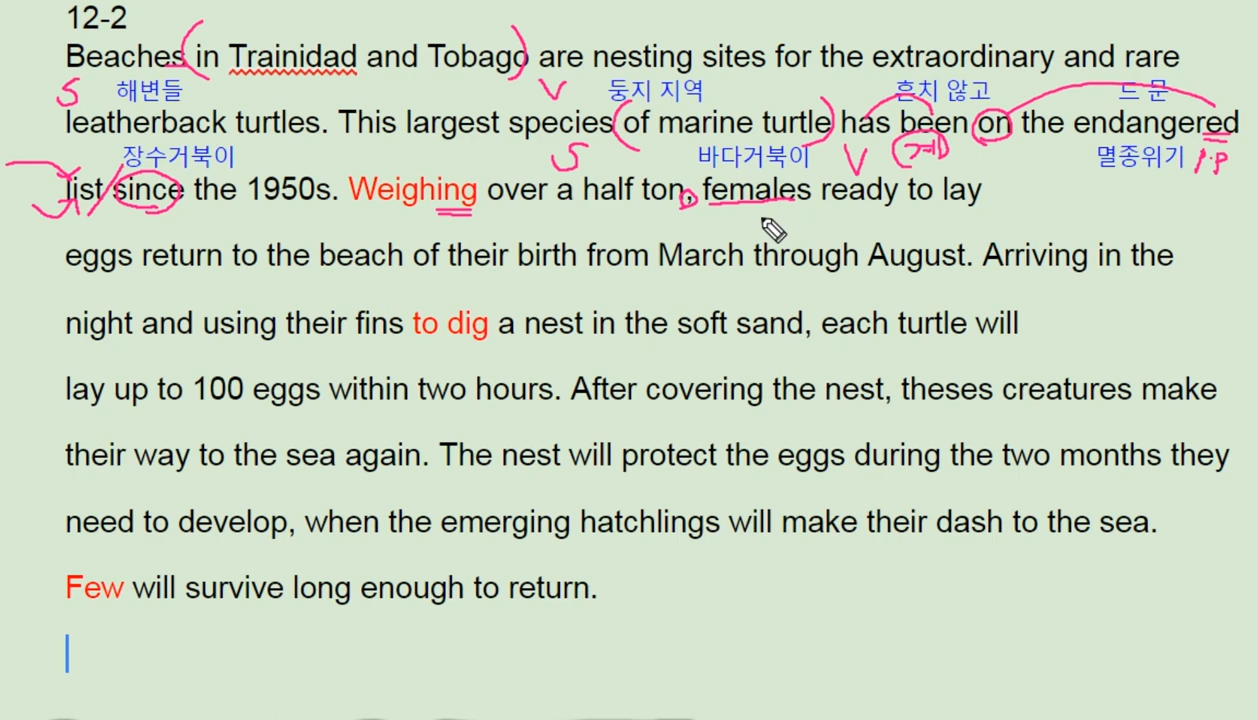 12-2
Beaches in Trainidad and Tobago are nesting sites for the extraordinary and rare
S 해변들 V 둥지 지역 흔치 않고 드 문
leatherback turtles. This largest species of marine turtle has been on the endangered
장수거북이 S 바다거북이 V 멸종위기 p.p
list since the 1950s. Weighing over a half ton, females ready to lay
eggs return to the beach of their birth from March through August. Arriving in the
night and using their fins to dig a nest in the soft sand, each turtle will
lay up to 100 eggs within two hours. After covering the nest, theses creatures make
their way to the sea again. The nest will protect the eggs during the two months they
need to develop, when the emerging hatchlings will make their dash to the sea.
Few will survive long enough to return.